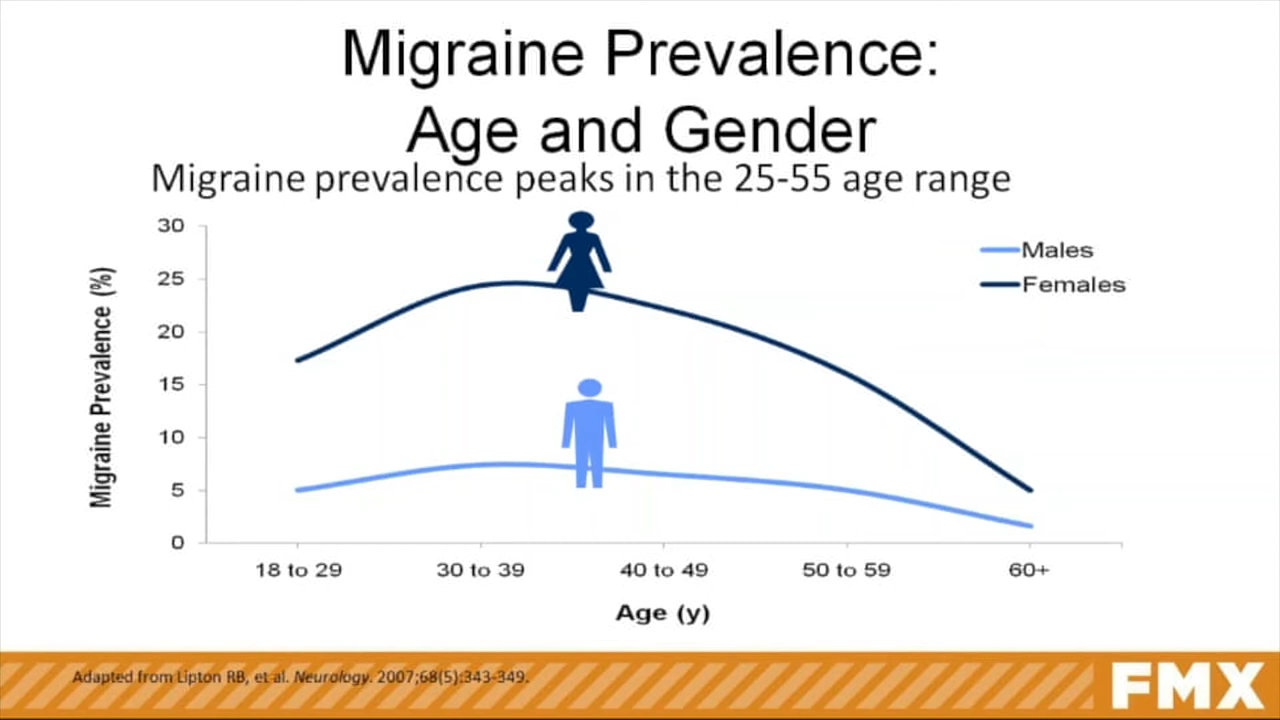 Migraine Prevalence:
Age and Gender
Migraine prevalence peaks in the 25-55 age range
Migraine Prevalence (%)
30
25
20
15
10
5
0
Males
Females
18 to 29
30 to 39
40 to 49
50 to 59
60+
Age (y)
Adapted from Lipton RB, et al. Neurology. 2007;68(5):343-349.
FMX